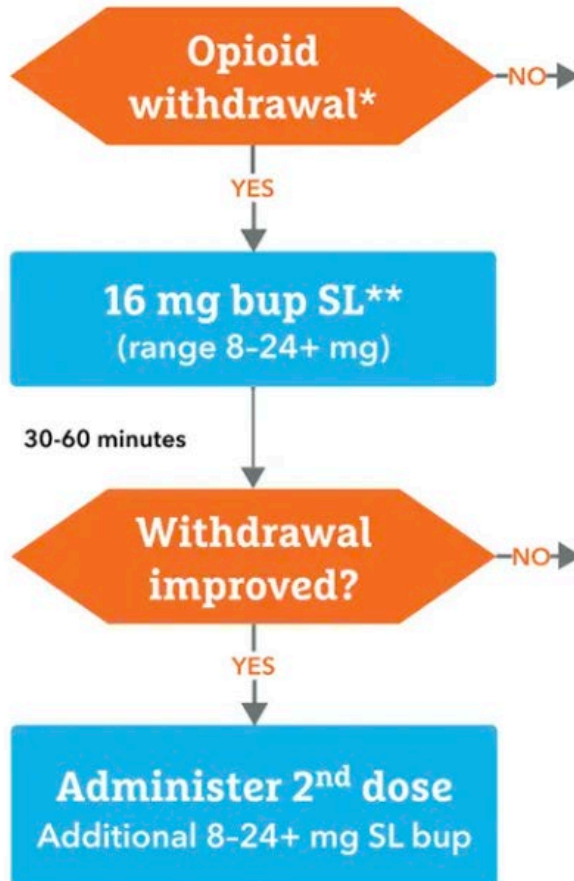 Opioid
withdrawal*
NO
YES
16 mg bup SL**
(range 8–24+ mg)
30-60 minutes
Withdrawal
improved?
NO
YES
Administer 2nd dose
Additional 8–24+ mg SL bup